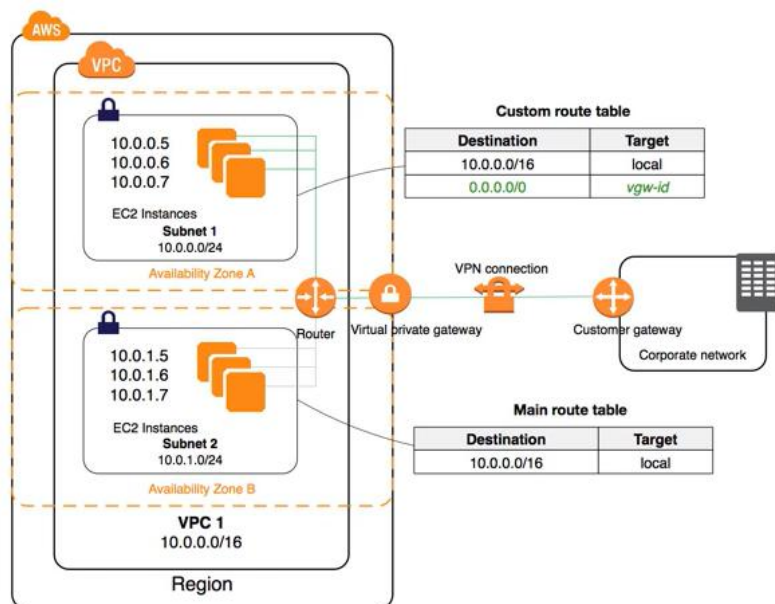 AWS
VPC
10.0.0.5
10.0.0.6
10.0.0.7
EC2 Instances
Subnet 1
10.0.0.0/24
Availability Zone A
Custom route table
Destination Target
10.0.0.0/16 local
0.0.0.0/0 vgw-id
VPN connection
Router
Virtual private gateway
Customer gateway
Corporate network
10.0.1.5
10.0.1.6
10.0.1.7
EC2 Instances
Subnet 2
10.0.1.0/24
Availability Zone B
Main route table
Destination Target
10.0.0.0/16 local
VPC 1
10.0.0.0/16
Region